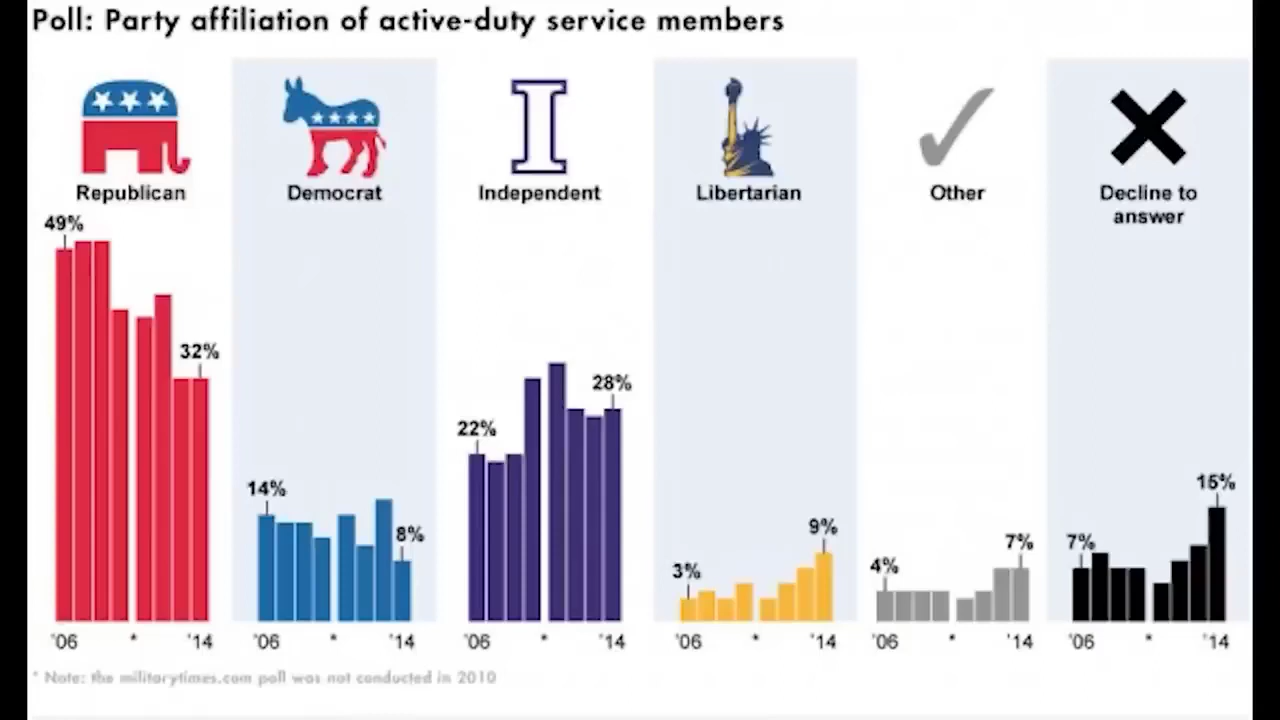 Poll: Party affiliation of active-duty service members
I
Republican
Democrat
Independent
Libertarian
Other
Decline to
answer
49%
32%
14%
8%
22%
28%
3%
9%
4%
7%
7%
15%
'06 * '14
'06 * '14
'06 * '14
'06 * '14
'06 * '14
'06 * '14
* Note: the militarytimes.com poll was not conducted in 2010